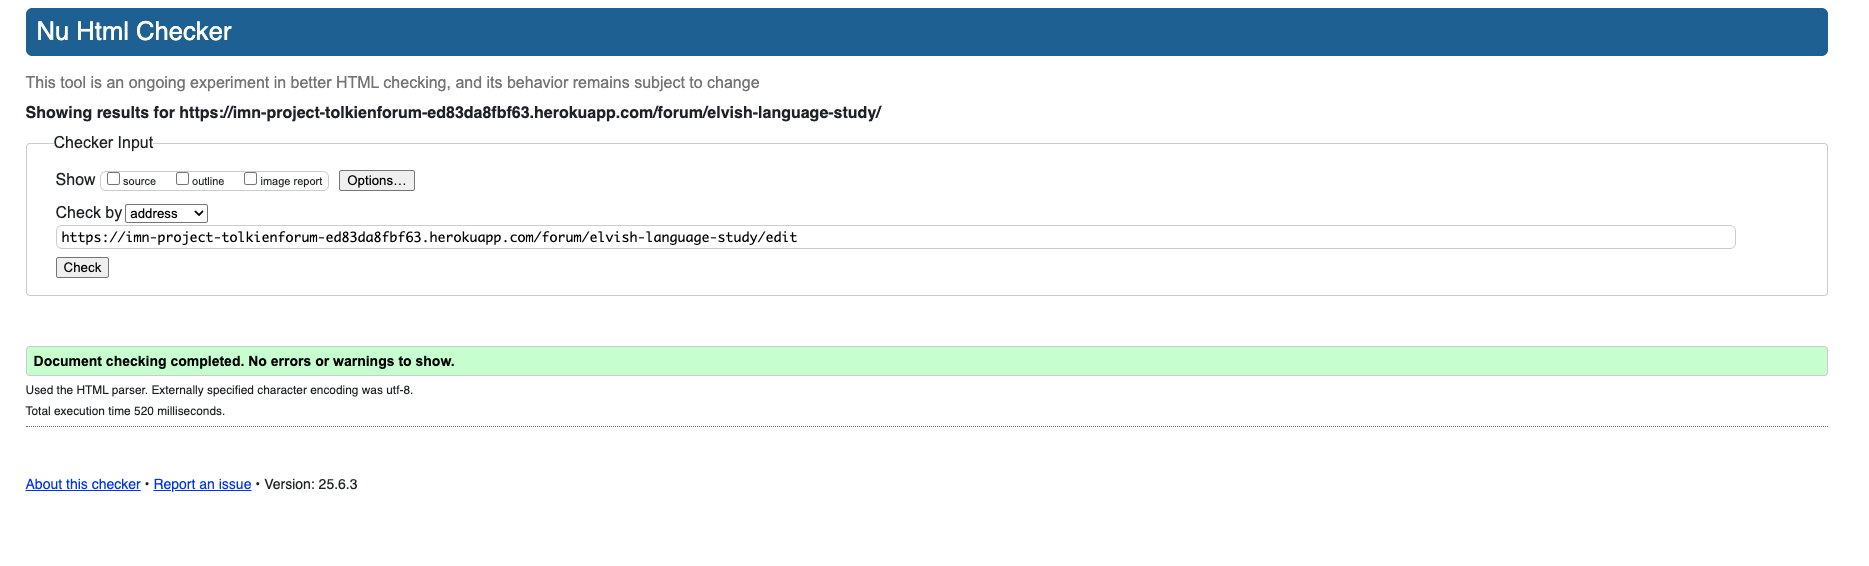 Nu Html Checker
This tool is an ongoing experiment in better HTML checking, and its behavior remains subject to change
Showing results for https://imn-project-tolkienforum-ed83da8fbf63.herokuapp.com/forum/elvish-language-study/
Checker Input
Show source outline image report Options…
Check by address
https://imn-project-tolkienforum-ed83da8fbf63.herokuapp.com/forum/elvish-language-study/edit
Check
Document checking completed. No errors or warnings to show.
Used the HTML parser. Externally specified character encoding was utf-8.
Total execution time 520 milliseconds.
About this checker • Report an issue • Version: 25.6.3